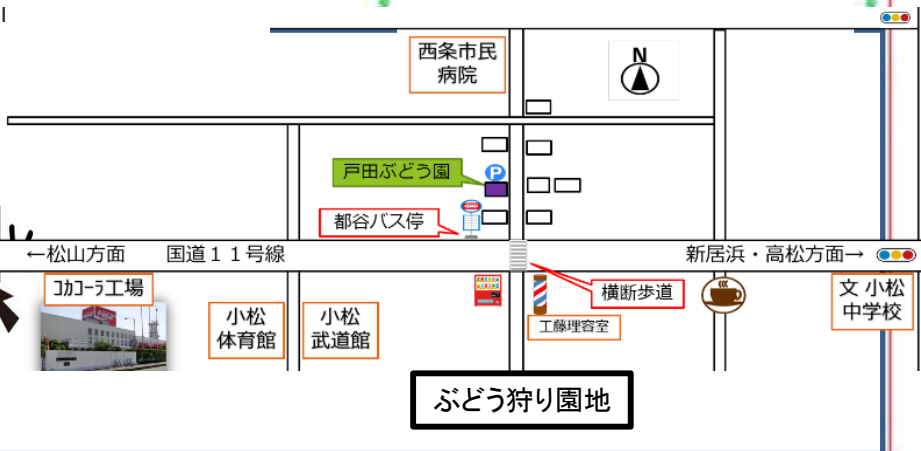 西条市民
病院
N
戸田ぶどう園
P
都谷バス停
←松山方面
国道11号線
新居浜・高松方面→
コカコーラ工場
小松
体育館
小松
武道館
横断歩道
工藤理容室
文 小松
中学校
ぶどう狩り園地